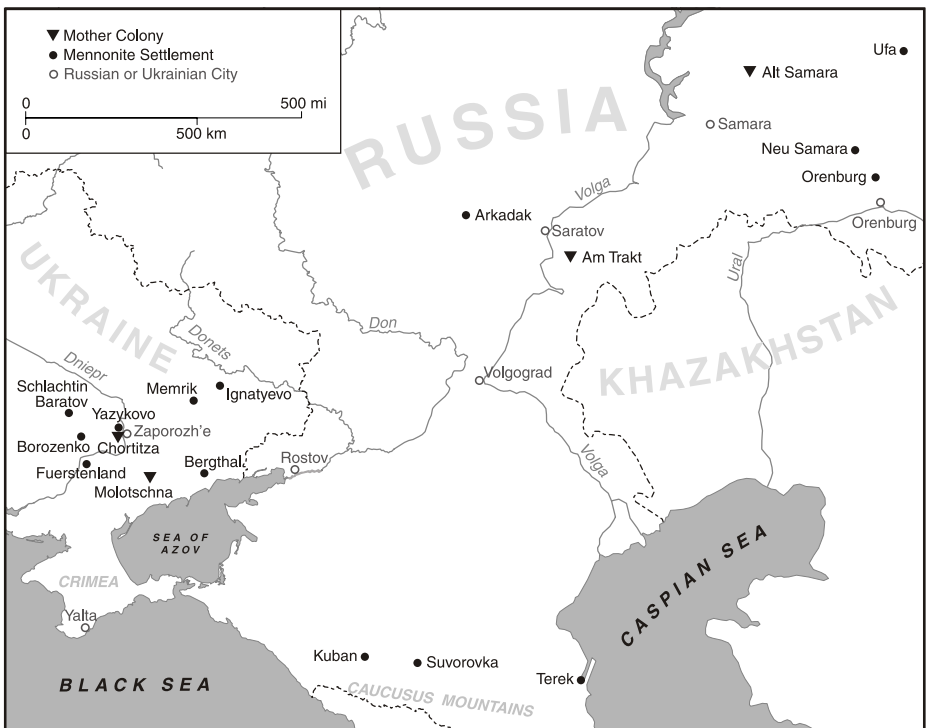 Mother Colony
Mennonite Settlement
Russian or Ukrainian City
0 500 mi
0 500 km
RUSSIA
Ufa
Alt Samara
Samara
Neu Samara
Orenburg
Orenburg
Volga
Arkadak
Saratov
Am Trakt
Ural
UKRAINE
KHAZAKHSTAN
Don
Donets
Dniepr
Volgograd
Schlachtin
Baratov
Memrik
Ignatyevo
Yazykovo
Zaporozh'e
Borozenko
Chortitza
Fuerstenland
Molotschna
Bergthal
Rostov
Volga
SEA OF
AZOV
CASPIAN SEA
CRIMEA
Yalta
Kuban
Suvorovka
Terek
BLACK SEA
CAUCUSUS MOUNTAINS